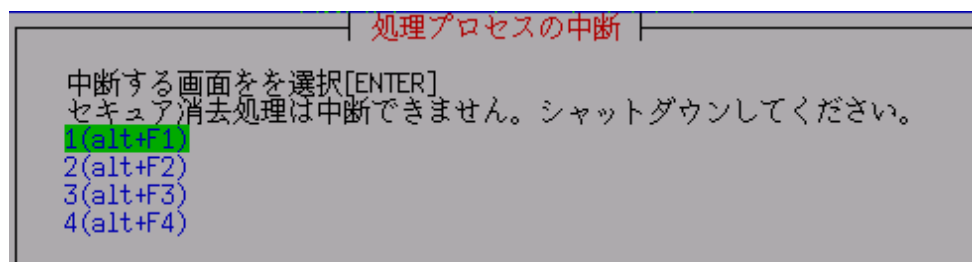 処理プロセスの中断
中断する画面をを選択[ENTER]
セキュア消去処理は中断できません。シャットダウンしてください。
1(alt+F1)
2(alt+F2)
3(alt+F3)
4(alt+F4)